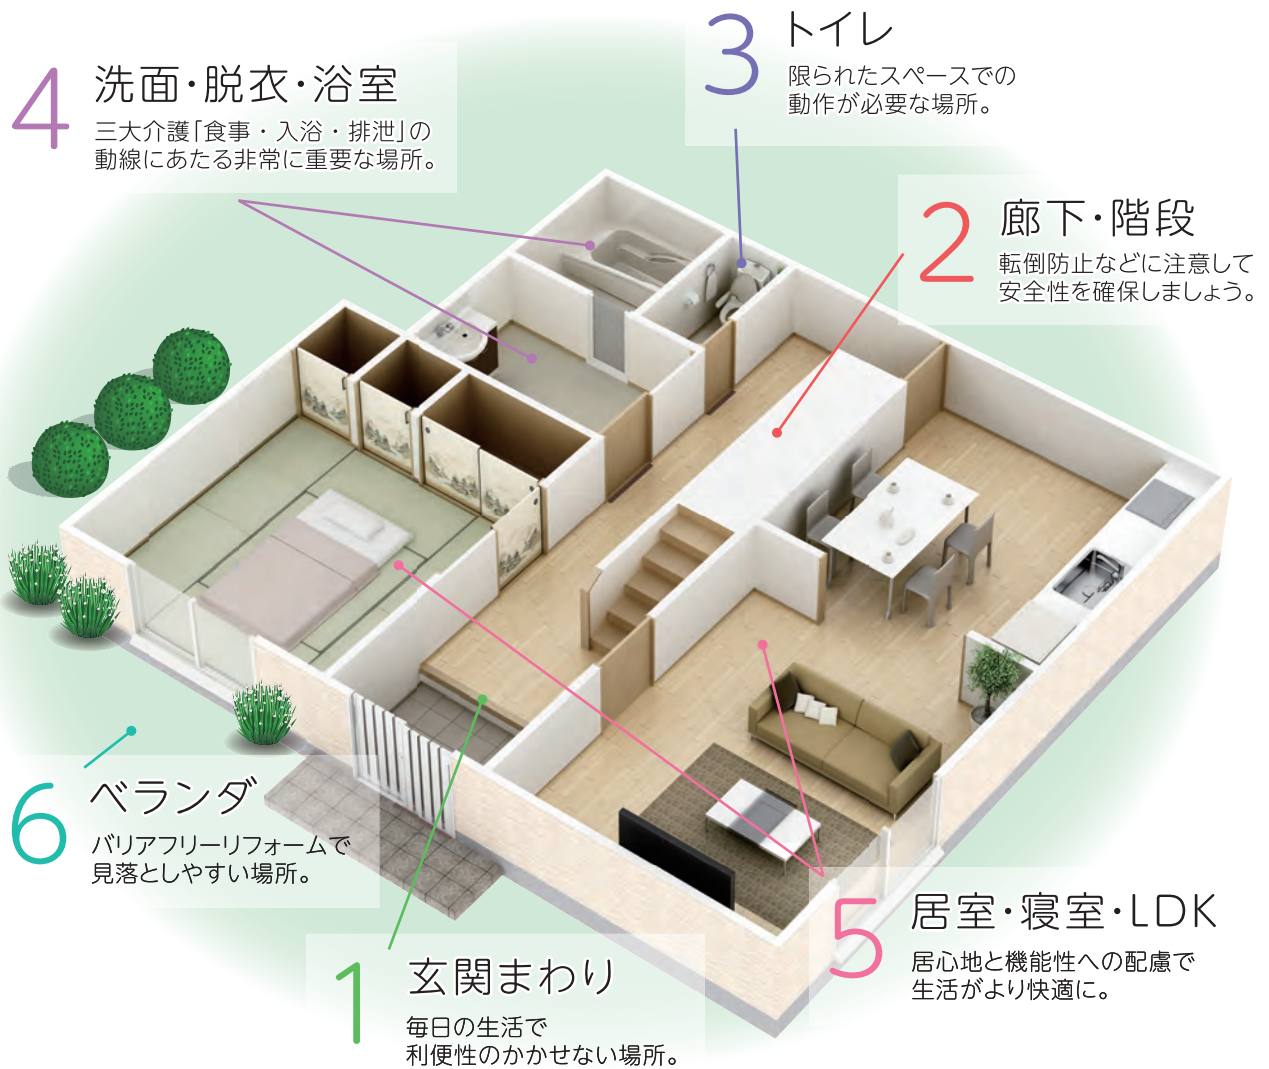 4
洗面・脱衣・浴室
三大介護「食事・入浴・排泄」の
動線にあたる非常に重要な場所。
3
トイレ
限られたスペースでの
動作が必要な場所。
2
廊下・階段
転倒防止などに注意して
安全性を確保しましょう。
6
ベランダ
バリアフリーリフォームで
見落としやすい場所。
1
玄関まわり
毎日の生活で
利便性のかかせない場所。
5
居室・寝室・LDK
居心地と機能性への配慮で
生活がより快適に。